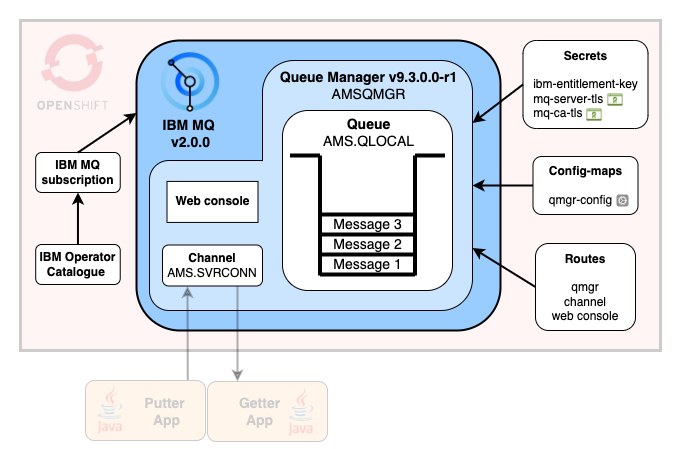 OPENSHIFT
IBM MQ
v2.0.0
Queue Manager v9.3.0.0-r1
AMSQMGR
Queue
AMS.QLOCAL
Message 3
Message 2
Message 1
Web console
Channel
AMS.SVRCONN
IBM MQ
subscription
IBM Operator
Catalogue
Secrets
ibm-entitlement-key
mq-server-tls
mq-ca-tls
Config-maps
qmgr-config
Routes
qmgr
channel
web console
Java
Putter
App
Getter
App
Java